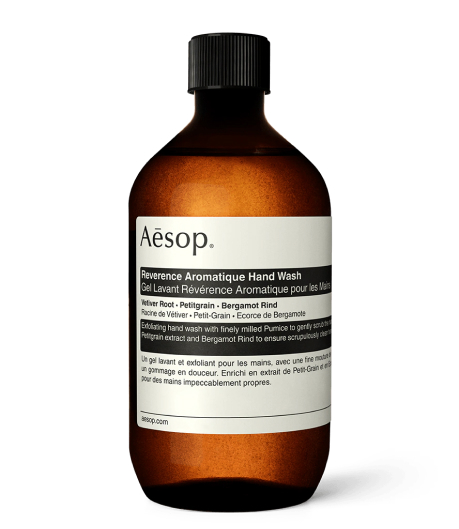 Aēsop®
Reverence Aromatique Hand Wash
Gel Lavant Révérence Aromatique pour les Mains
Vetiver Root • Petitgrain • Bergamot Rind
Racine de Vétiver • Petit-Grain • Ecorce de Bergamote
Exfoliating hand wash with finely milled Pumice to gently scrub the
Petitgrain extract and Bergamot Rind to ensure scrupulously
Un gel lavant et exfoliant pour les mains, avec une fine mouture
un gommage en douceur. Enrichi en extrait de Petit-Grain et
pour des mains impeccablement propres.
aesop.com